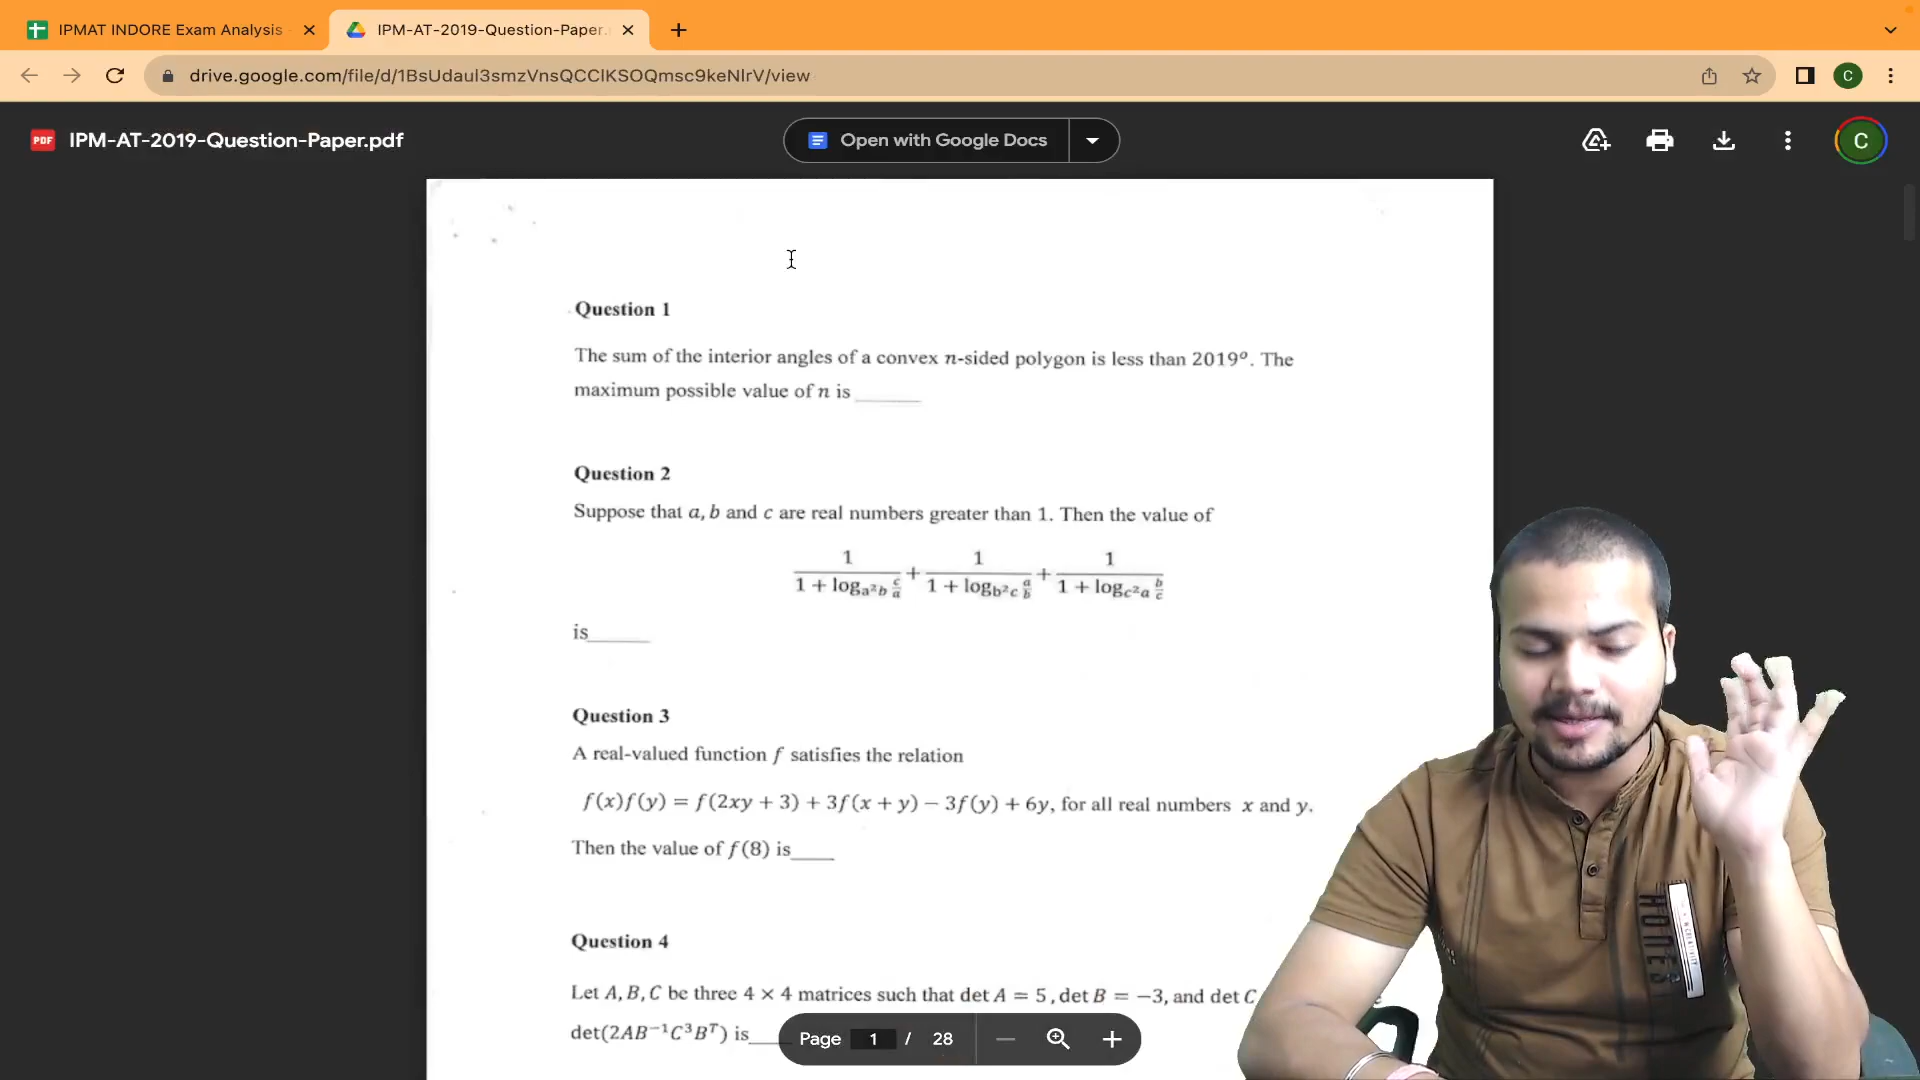 IPMAT INDORE Exam Analysis
IPM-AT-2019-Question-Paper.
drive.google.com/file/d/1BsUdaul3smzVnsQCClKSOQmsc9keNlrV/view
C
PDF IPM-AT-2019-Question-Paper.pdf
Open with Google Docs
C
Question 1
The sum of the interior angles of a convex n-sided polygon is less than 2019°. The
maximum possible value of n is ______
Question 2
Suppose that a, b and c are real numbers greater than 1. Then the value of
1/(1 + log_{a²b} c/a) + 1/(1 + log_{b²c} a/b) + 1/(1 + log_{c²a} b/c)
is______
Question 3
A real-valued function f satisfies the relation
f(x)f(y) = f(2xy + 3) + 3f(x + y) − 3f(y) + 6y, for all real numbers x and y.
Then the value of f(8) is____
Question 4
Let A, B, C be three 4 × 4 matrices such that det A = 5, det B = −3, and det C
det(2AB⁻¹C³Bᵀ) is____
Page 1 / 28
HONES